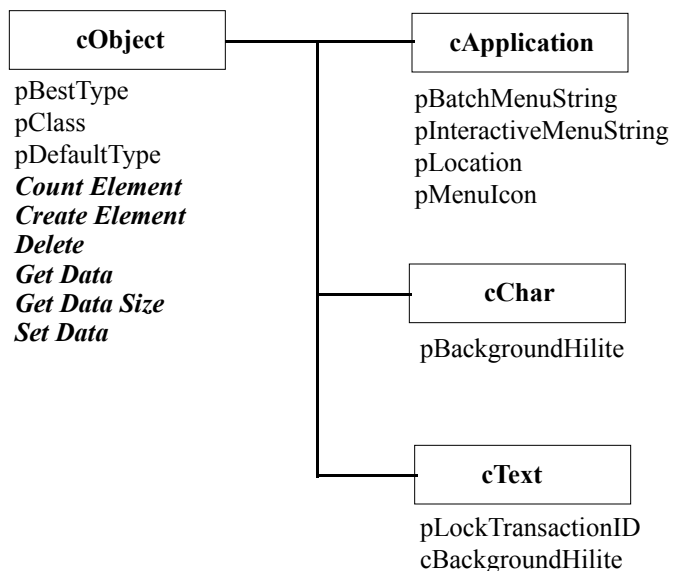 cObject
pBestType
pClass
pDefaultType
Count Element
Create Element
Delete
Get Data
Get Data Size
Set Data
cApplication
pBatchMenuString
pInteractiveMenuString
pLocation
pMenuIcon
cChar
pBackgroundHilite
cText
pLockTransactionID
cBackgroundHilite